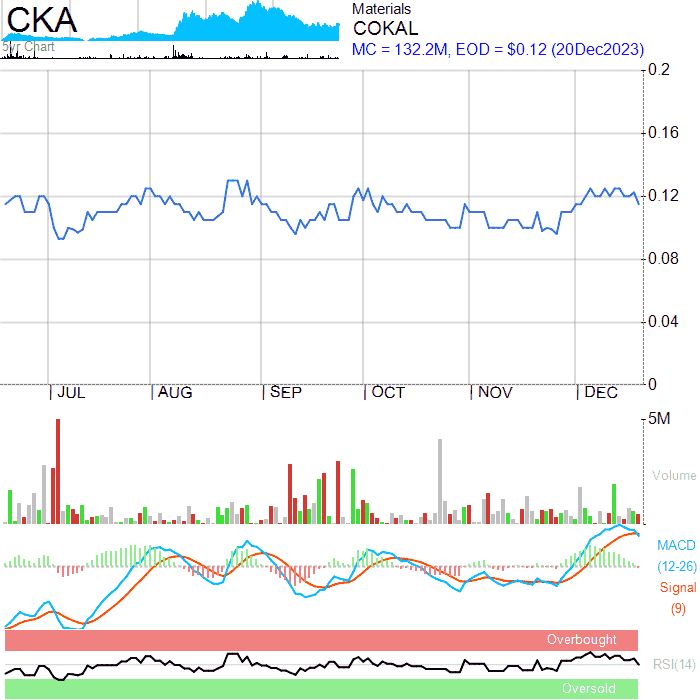 CKA
5yr Chart
Materials
COKAL
MC = 132.2M, EOD = $0.12 (20Dec2023)
0.2
0.16
0.12
0.08
0.04
0
JUL
AUG
SEP
OCT
NOV
DEC
5M
Volume
MACD
(12-26)
Signal
(9)
Overbought
RSI(14)
Oversold